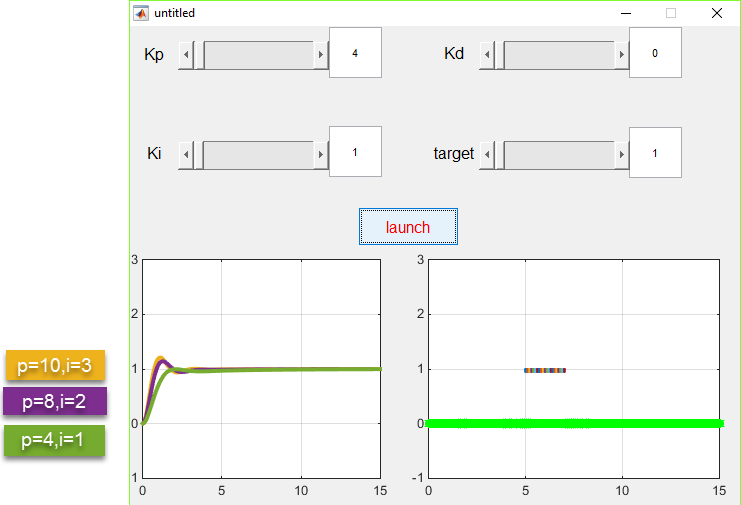 untitled
Kp 4 Kd 0
Ki 1 target 1
launch
3 3
2 2
1 1
p=10,i=3
p=8,i=2
0 0
p=4,i=1
1 -1
0 5 10 15 0 5 10 15